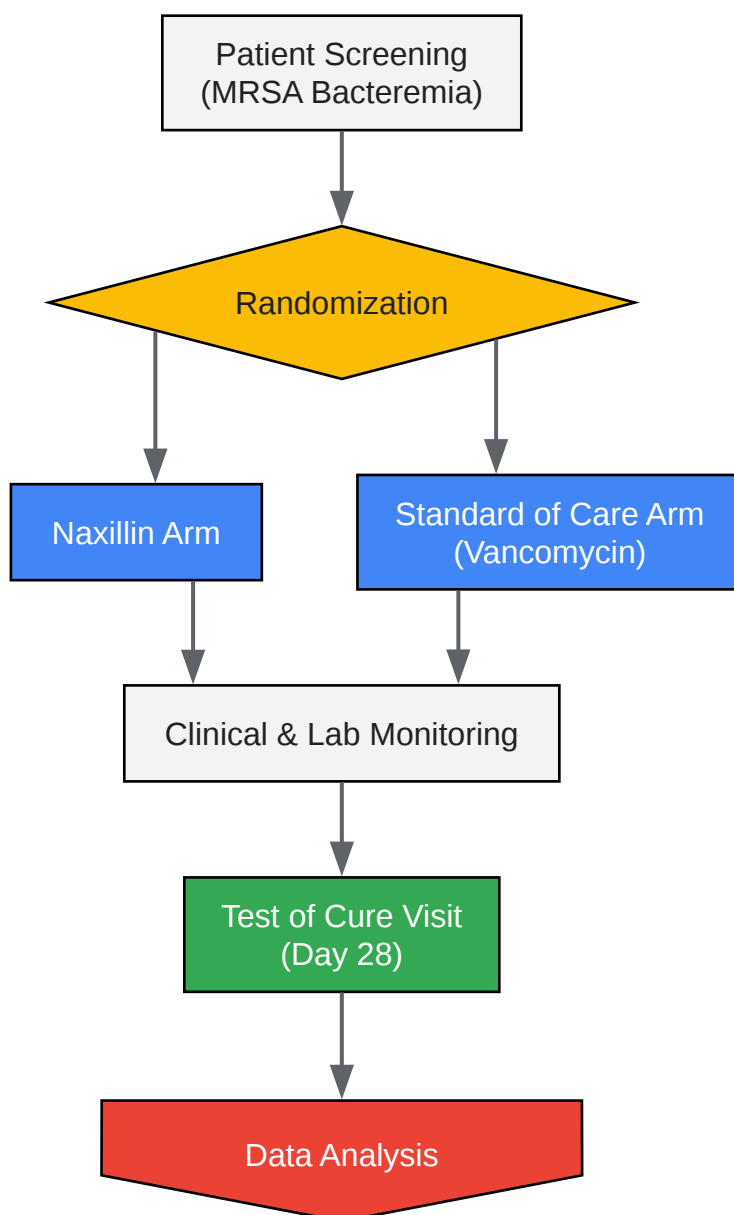 Patient Screening
(MRSA Bacteremia)
Randomization
Naxillin Arm
Standard of Care Arm
(Vancomycin)
Clinical & Lab Monitoring
Test of Cure Visit
(Day 28)
Data Analysis